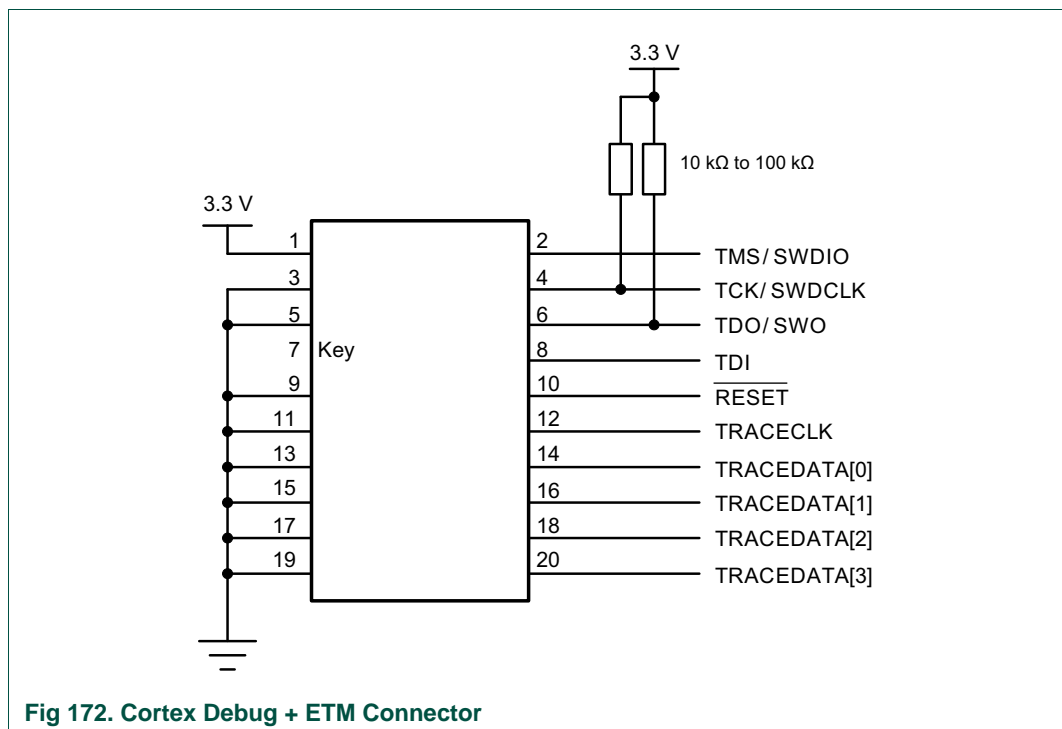 3.3 V
10 kΩ to 100 kΩ
3.3 V
1
2
TMS/ SWDIO
3
4
TCK/ SWDCLK
5
6
TDO/ SWO
7
Key
8
TDI
9
10
RESET
11
12
TRACECLK
13
14
TRACEDATA[0]
15
16
TRACEDATA[1]
17
18
TRACEDATA[2]
19
20
TRACEDATA[3]
Fig 172. Cortex Debug + ETM Connector